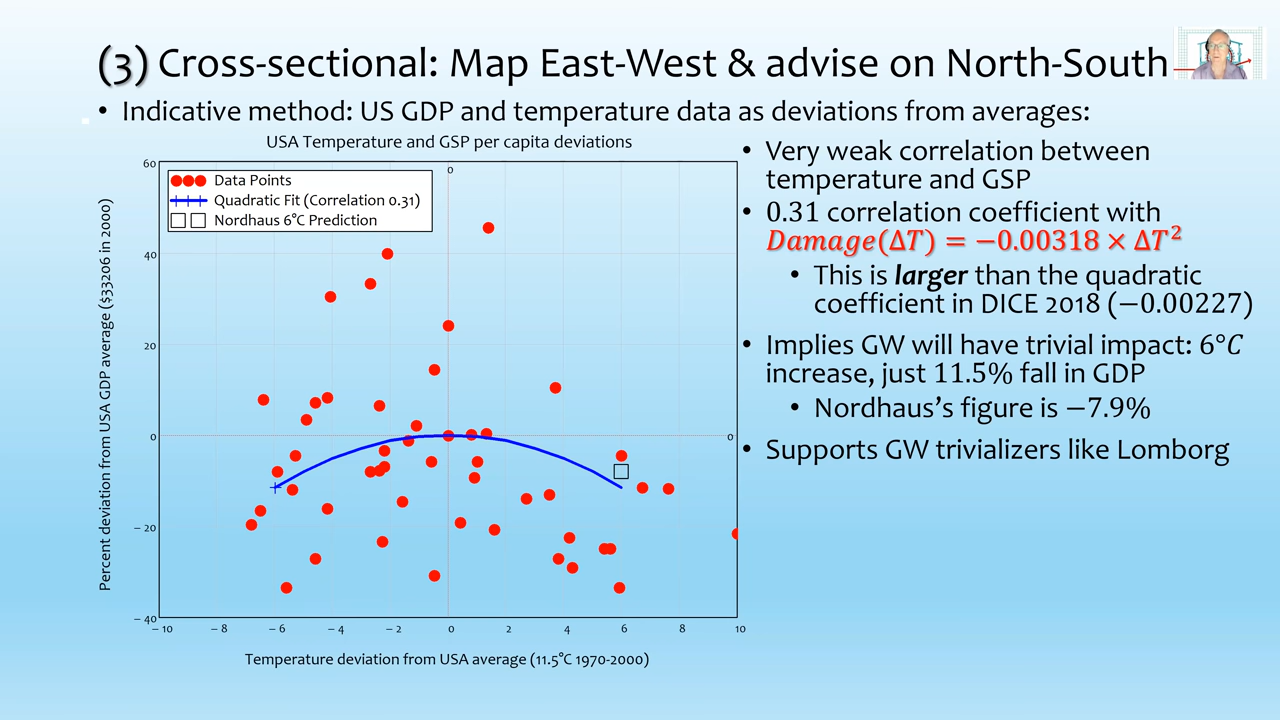 (3) Cross-sectional: Map East-West & advise on North-South
• Indicative method: US GDP and temperature data as deviations from averages:
USA Temperature and GSP per capita deviations
Percent deviation from USA GDP average ($33206 in 2000)
60
40
20
0
− 20
− 40
0
0
Data Points
Quadratic Fit (Correlation 0.31)
Nordhaus 6°C Prediction
− 10 − 8 − 6 − 4 − 2 0 2 4 6 8 10
Temperature deviation from USA average (11.5°C 1970-2000)
• Very weak correlation between
temperature and GSP
• 0.31 correlation coefficient with
Damage(ΔT) = −0.00318 × ΔT²
• This is larger than the quadratic
coefficient in DICE 2018 (−0.00227)
• Implies GW will have trivial impact: 6°C
increase, just 11.5% fall in GDP
• Nordhaus’s figure is −7.9%
• Supports GW trivializers like Lomborg